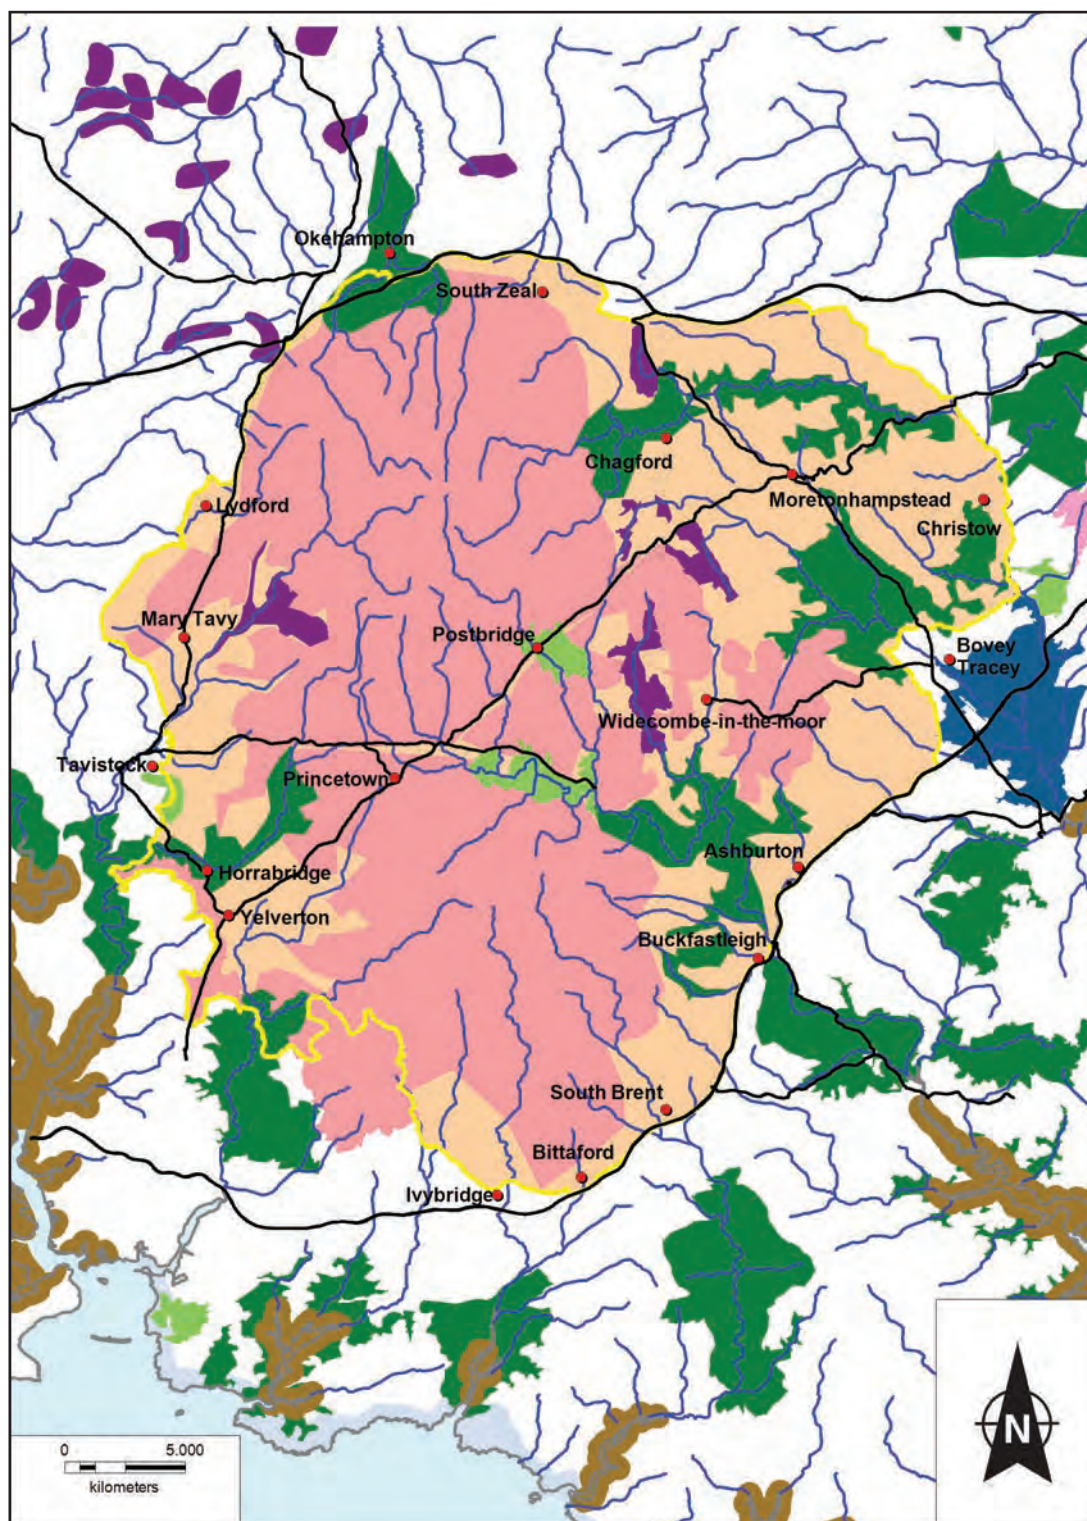 Okehampton
South Zeal
Chagford
Lydford
Moretonhampstead
Christow
Mary Tavy
Postbridge
Bovey
Tracey
Widecombe-in-the-moor
Tavistock
Princetown
Ashburton
Horrabridge
Yelverton
Buckfastleigh
South Brent
Bittaford
Ivybridge
0 5.000
kilometers
N